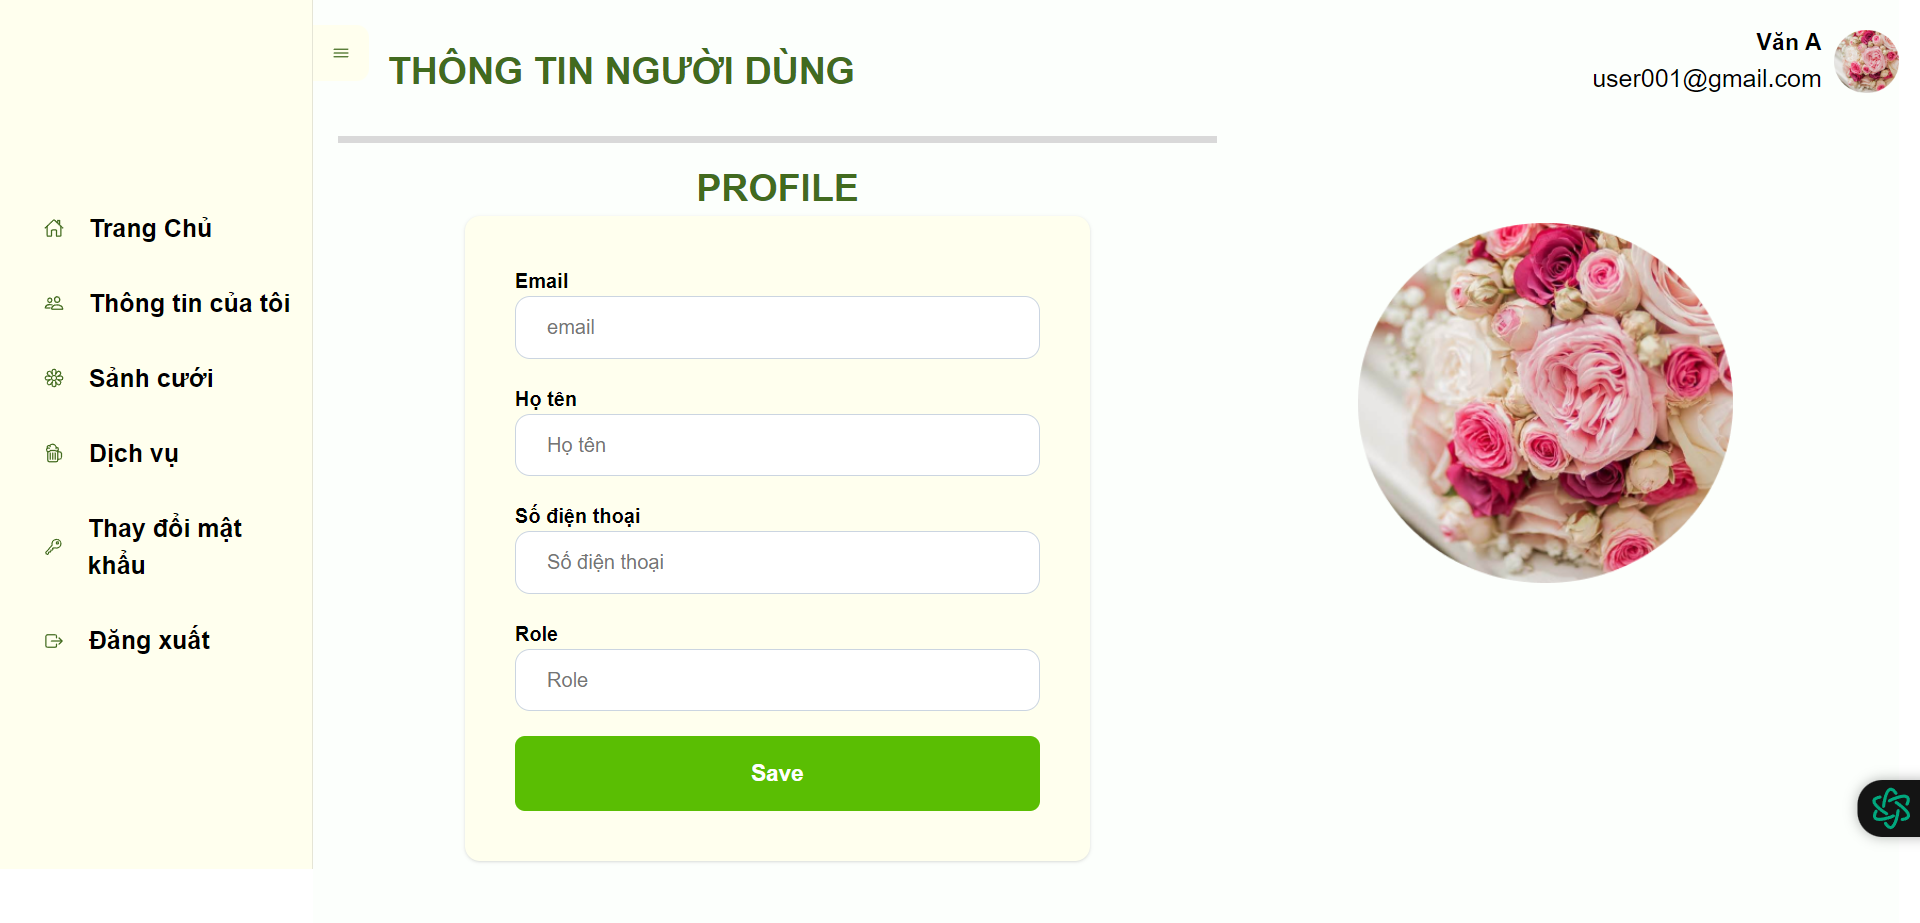 THÔNG TIN NGƯỜI DÙNG
Văn A
user001@gmail.com
Trang Chủ
Thông tin của tôi
Sảnh cưới
Dịch vụ
Thay đổi mật
khẩu
Đăng xuất
PROFILE
Email
email
Họ tên
Họ tên
Số điện thoại
Số điện thoại
Role
Role
Save